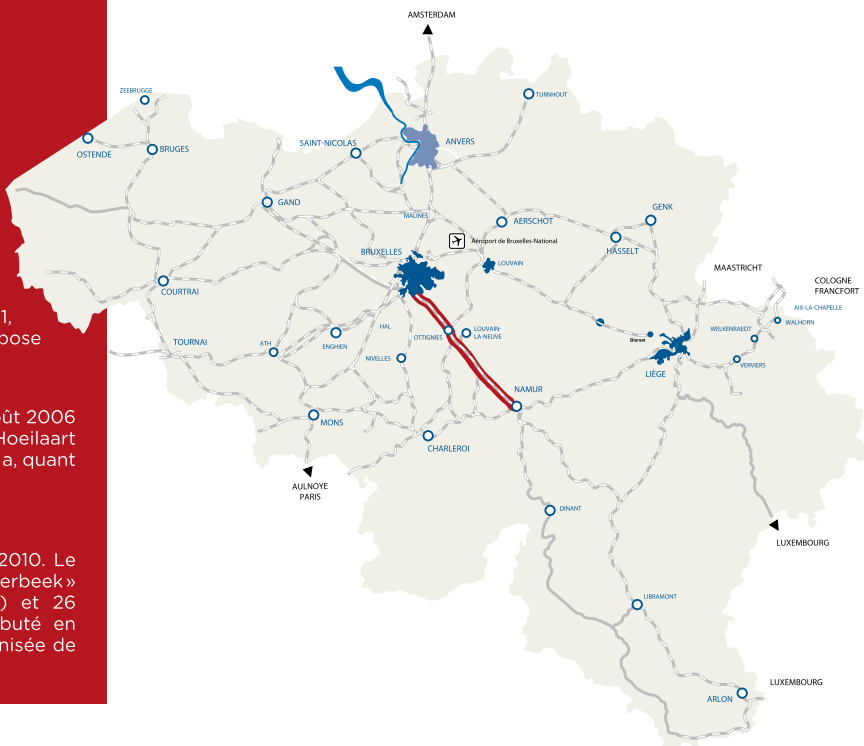 1,
pose
oût 2006
Hoeilaart
a, quant
2010. Le
erbeek »
) et 26
buté en
nisée de
AMSTERDAM
ZEEBRUGGE
TURNHOUT
OSTENDE
BRUGES
SAINT-NICOLAS
ANVERS
GAND
MALINES
AERSCHOT
GENK
Aéroport de Bruxelles-National
HASSELT
BRUXELLES
LOUVAIN
MAASTRICHT
COLOGNE
FRANCFORT
COURTRAI
AIX-LA-CHAPELLE
WALHORN
WELKENRAEDT
TOURNAI
ATH
ENGHIEN
HAL
NIVELLES
OTTIGNIES
LOUVAIN-
LA-NEUVE
Bierset
LIÈGE
VERVIERS
NAMUR
MONS
CHARLEROI
AULNOYE
PARIS
DINANT
LUXEMBOURG
LIBRAMONT
LUXEMBOURG
ARLON